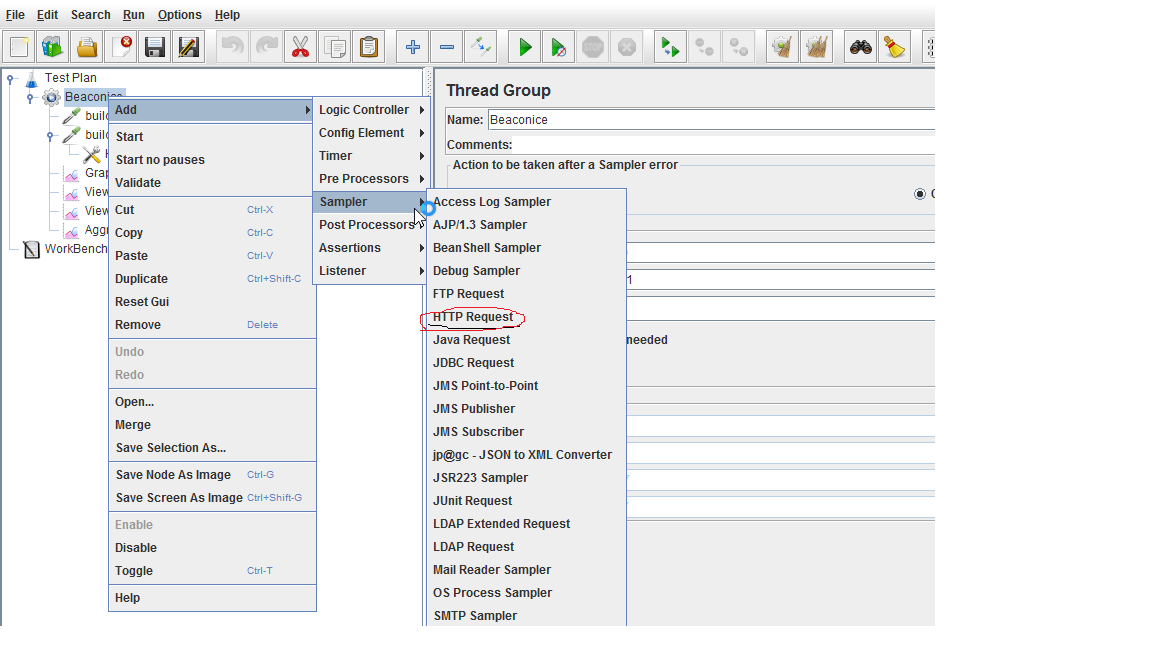 File Edit Search Run Options Help
STOP
Test Plan
Beaconice
Thread Group
Name: Beaconice
Comments:
Action to be taken after a Sampler error
1
needed
WorkBench
Add
Start
Start no pauses
Validate
Cut Ctrl-X
Copy Ctrl-C
Paste Ctrl-V
Duplicate Ctrl+Shift-C
Reset Gui
Remove Delete
Undo
Redo
Open...
Merge
Save Selection As...
Save Node As Image Ctrl-G
Save Screen As Image Ctrl+Shift-G
Enable
Disable
Toggle Ctrl-T
Help
Logic Controller
Config Element
Timer
Pre Processors
Sampler
Post Processors
Assertions
Listener
Access Log Sampler
AJP/1.3 Sampler
BeanShell Sampler
Debug Sampler
FTP Request
HTTP Request
Java Request
JDBC Request
JMS Point-to-Point
JMS Publisher
JMS Subscriber
jp@gc - JSON to XML Converter
JSR223 Sampler
JUnit Request
LDAP Extended Request
LDAP Request
Mail Reader Sampler
OS Process Sampler
SMTP Sampler